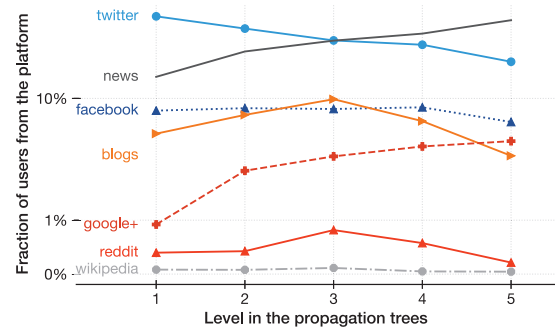 Fraction of users from the platform
twitter
news
10%
facebook
blogs
1%
google+
reddit
0%
wikipedia
1 2 3 4 5
Level in the propagation trees